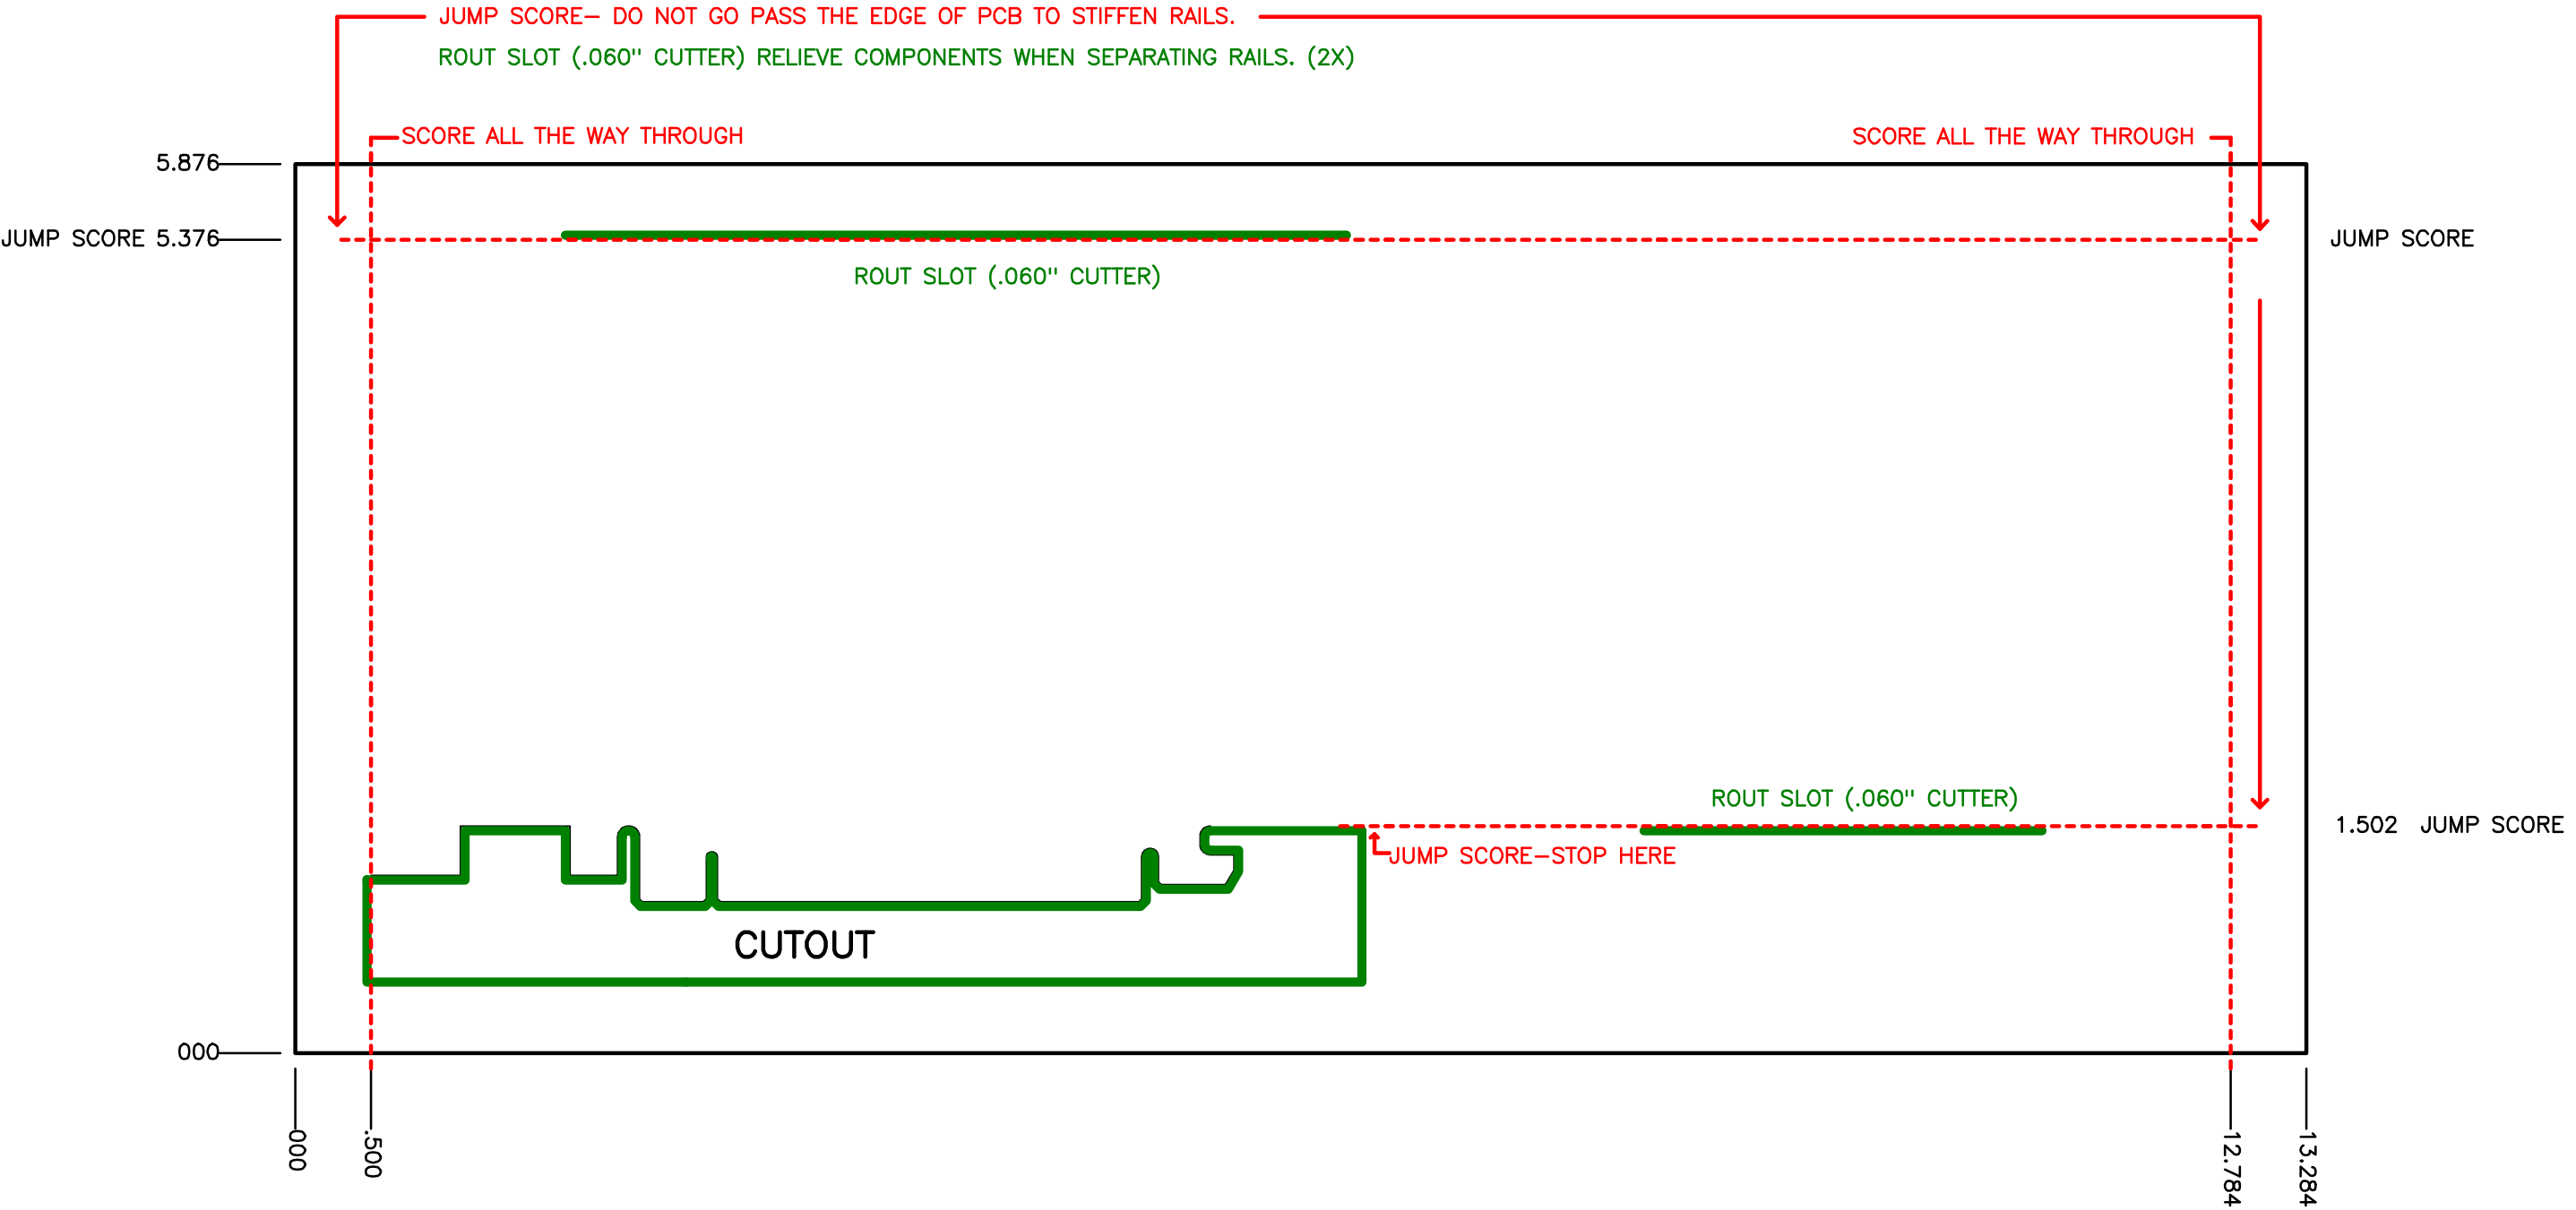 JUMP SCORE- DO NOT GO PASS THE EDGE OF PCB TO STIFFEN RAILS.
ROUT SLOT (.060" CUTTER) RELIEVE COMPONENTS WHEN SEPARATING RAILS. (2X)
SCORE ALL THE WAY THROUGH
SCORE ALL THE WAY THROUGH
5.876
JUMP SCORE 5.376
JUMP SCORE
ROUT SLOT (.060" CUTTER)
ROUT SLOT (.060" CUTTER)
1.502 JUMP SCORE
JUMP SCORE-STOP HERE
CUTOUT
000
000
.500
12.784
13.284